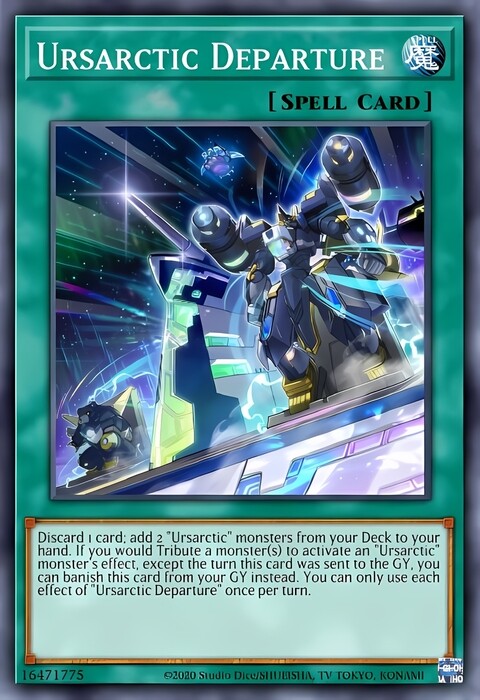 URSARCTIC DEPARTURE 魔
[SPELL CARD]
Discard 1 card; add 2 "Ursarctic" monsters from your Deck to your
hand. If you would Tribute a monster(s) to activate an "Ursarctic"
monster's effect, except the turn this card was sent to the GY, you
can banish this card from your GY instead. You can only use each
effect of "Ursarctic Departure" once per turn.
16471775 ©2020 Studio Dice/SHUEISHA, TV TOKYO, KONAMI